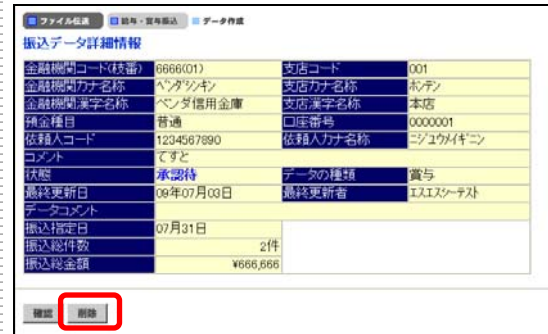 ファイル伝送 給与・賞与振込 データ作成
振込データ詳細情報
金融機関コード(枝番) 6666(01) 支店コード 001
金融機関カナ名称 ベンダシンキン 支店カナ名称 ホンテン
金融機関漢字名称 ベンダ信用金庫 支店漢字名称 本店
預金種目 普通 口座番号 0000001
依頼人コード 1234567890 依頼人カナ名称 ニジユウメイギニン
コメント てすと
状態 承認待 データの種類 賞与
最終更新日 09年07月03日 最終更新者 エスエスシーテスト
データコメント
振込指定日 07月31日
振込総件数 2件
振込総金額 ¥666,666
確認 削除